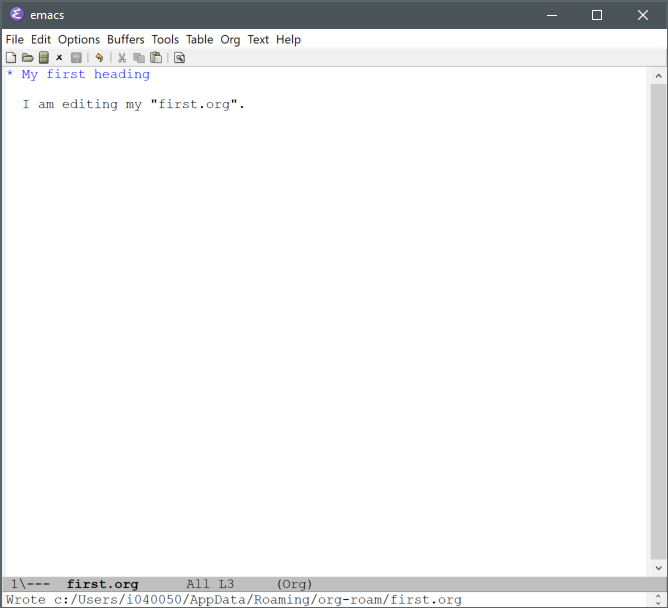 emacs
File Edit Options Buffers Tools Table Org Text Help
* My first heading
I am editing my "first.org".
1\--- first.org All L3 (Org)
Wrote c:/Users/i040050/AppData/Roaming/org-roam/first.org